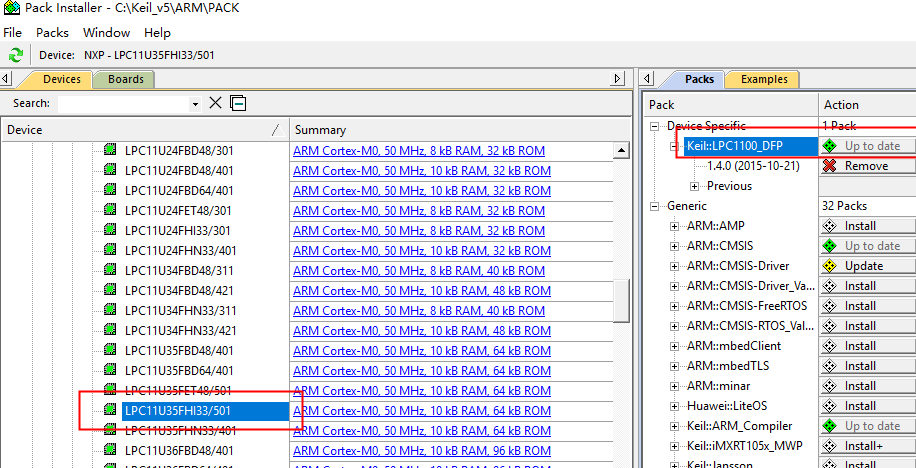 Pack Installer - C:\Keil_v5\ARM\PACK
File Packs Window Help
Device: NXP - LPC11U35FHI33/501
Devices Boards
Search:
Device Summary
LPC11U24FBD48/301 ARM Cortex-M0, 50 MHz, 8 kB RAM, 32 kB ROM
LPC11U24FBD48/401 ARM Cortex-M0, 50 MHz, 10 kB RAM, 32 kB ROM
LPC11U24FBD64/401 ARM Cortex-M0, 50 MHz, 10 kB RAM, 32 kB ROM
LPC11U24FET48/301 ARM Cortex-M0, 50 MHz, 8 kB RAM, 32 kB ROM
LPC11U24FHI33/301 ARM Cortex-M0, 50 MHz, 8 kB RAM, 32 kB ROM
LPC11U24HNN33/401 ARM Cortex-M0, 50 MHz, 10 kB RAM, 32 kB ROM
LPC11U34FBD48/311 ARM Cortex-M0, 50 MHz, 8 kB RAM, 40 kB ROM
LPC11U34FBD48/421 ARM Cortex-M0, 50 MHz, 10 kB RAM, 48 kB ROM
LPC11U34FHN33/311 ARM Cortex-M0, 50 MHz, 8 kB RAM, 40 kB ROM
LPC11U34FHN33/421 ARM Cortex-M0, 50 MHz, 10 kB RAM, 48 kB ROM
LPC11U35FBD48/401 ARM Cortex-M0, 50 MHz, 10 kB RAM, 64 kB ROM
LPC11U35FBD64/401 ARM Cortex-M0, 50 MHz, 10 kB RAM, 64 kB ROM
LPC11U35FET48/501 ARM Cortex-M0, 50 MHz, 10 kB RAM, 64 kB ROM
LPC11U35FHI33/501 ARM Cortex-M0, 50 MHz, 10 kB RAM, 64 kB ROM
LPC11U35FHN33/401 ARM Cortex-M0, 50 MHz, 10 kB RAM, 64 kB ROM
LPC11U36FBD48/401 ARM Cortex-M0, 50 MHz, 10 kB RAM, 96 kB ROM
LPC11U36FBD64/401 ARM Cortex-M0, 50 MHz, 10 kB RAM, 96 kB ROM
Packs Examples
Pack Action
Device Specific 1 Pack
Keil::LPC1100_DFP Up to date
1.4.0 (2015-10-21) Remove
Previous
Generic 32 Packs
ARM::AMP Install
ARM::CMSIS Up to date
ARM::CMSIS-Driver Update
ARM::CMSIS-Driver_Va... Install
ARM::CMSIS-FreeRTOS Install
ARM::CMSIS-RTOS_Val... Install
ARM::mbedClient Install
ARM::mbedTLS Install
ARM::minar Install
Huawei::LiteOS Install
Keil::ARM_Compiler Up to date
Keil::iMXRT105x_MWP Install+
Keil::Jansson Install